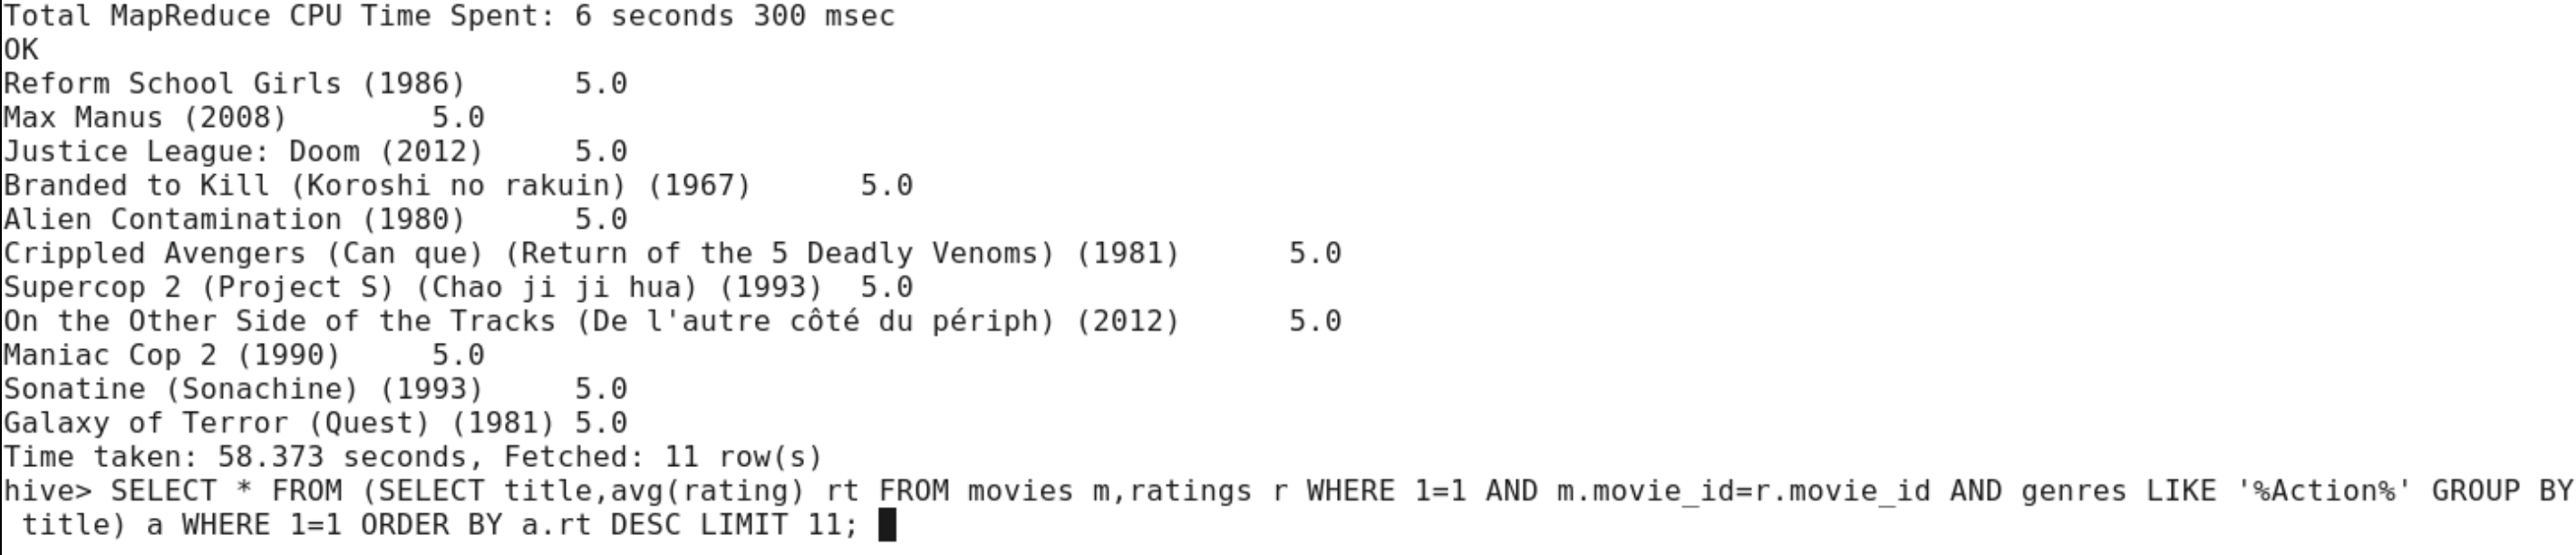 Total MapReduce CPU Time Spent: 6 seconds 300 msec
OK
Reform School Girls (1986)      5.0
Max Manus (2008)        5.0
Justice League: Doom (2012)     5.0
Branded to Kill (Koroshi no rakuin) (1967)      5.0
Alien Contamination (1980)      5.0
Crippled Avengers (Can que) (Return of the 5 Deadly Venoms) (1981)      5.0
Supercop 2 (Project S) (Chao ji ji hua) (1993)  5.0
On the Other Side of the Tracks (De l'autre côté du périph) (2012)      5.0
Maniac Cop 2 (1990)     5.0
Sonatine (Sonachine) (1993)     5.0
Galaxy of Terror (Quest) (1981) 5.0
Time taken: 58.373 seconds, Fetched: 11 row(s)
hive> SELECT * FROM (SELECT title,avg(rating) rt FROM movies m,ratings r WHERE 1=1 AND m.movie_id=r.movie_id AND genres LIKE '%Action%' GROUP BY
 title) a WHERE 1=1 ORDER BY a.rt DESC LIMIT 11;